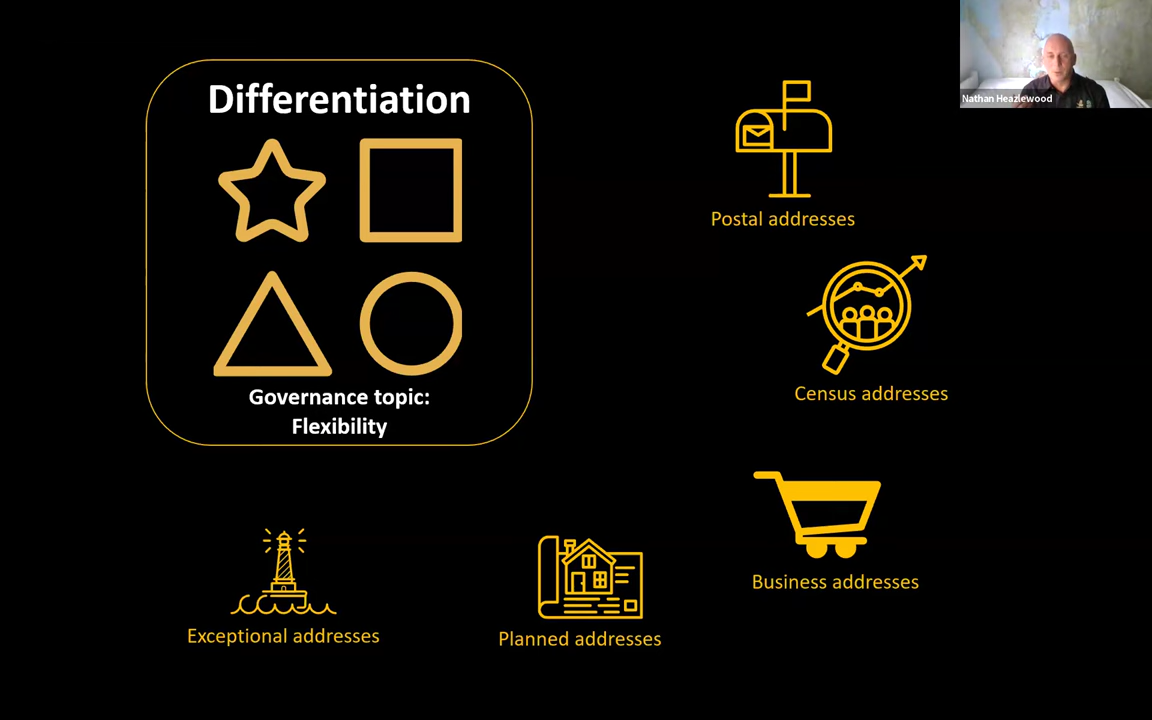 Differentiation
Governance topic:
Flexibility
Postal addresses
Census addresses
Business addresses
Planned addresses
Exceptional addresses
Nathan Heazlewood